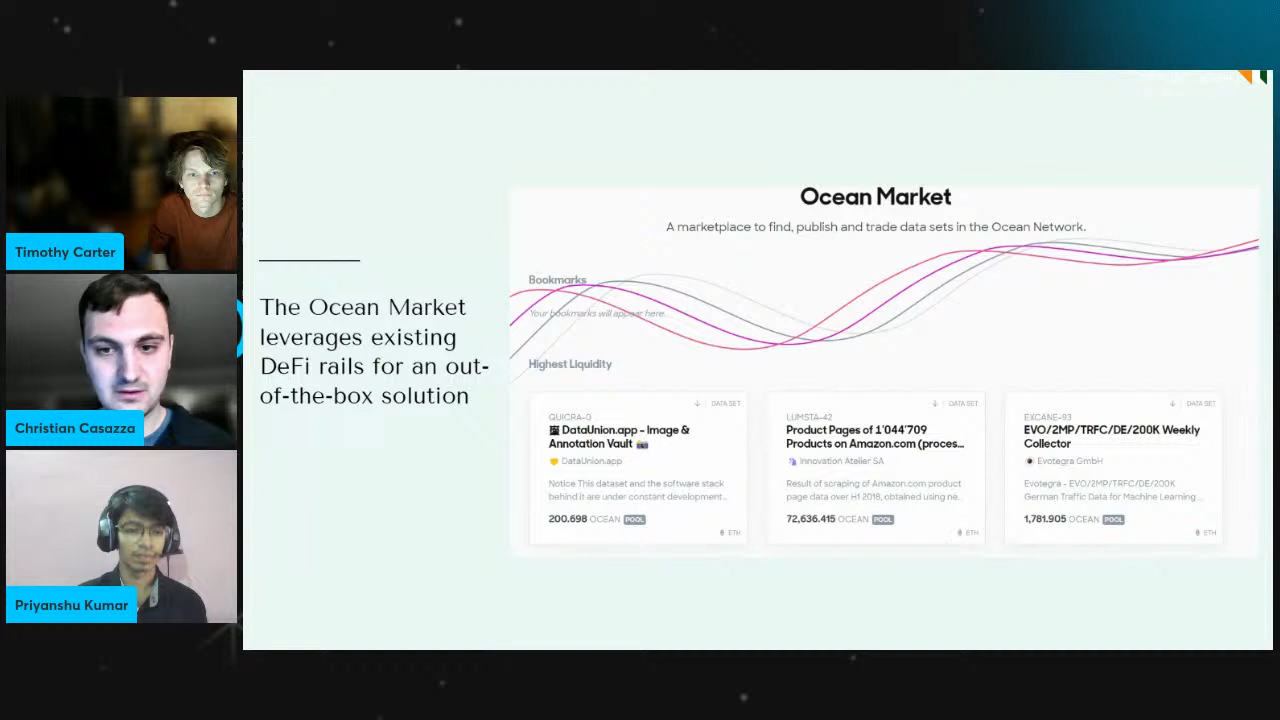 Timothy Carter
Christian Casazza
Priyanshu Kumar
The Ocean Market
leverages existing
DeFi rails for an out-
of-the-box solution
Ocean Market
A marketplace to find, publish and trade data sets in the Ocean Network.
Bookmarks
Your bookmarks will appear here.
Highest Liquidity
DATA SET
QUICRA-0
🖼 DataUnion.app - Image &
Annotation Vault 📸
DataUnion.app
Notice This dataset and the software stack
behind it are under constant development...
200.698 OCEAN POOL
ETH
DATA SET
LUMSTA-42
Product Pages of 1'044'709
Products on Amazon.com (proces...
Innovation Atelier SA
Result of scraping of Amazon.com product
page data over H1 2018, obtained using ne...
72,636.415 OCEAN POOL
ETH
DATA SET
EXCANE-93
EVO/2MP/TRFC/DE/200K Weekly
Collector
Evotegra GmbH
Evotegra - EVO/2MP/TRFC/DE/200K
German Traffic Data for Machine Learning ...
1,781.905 OCEAN POOL
ETH